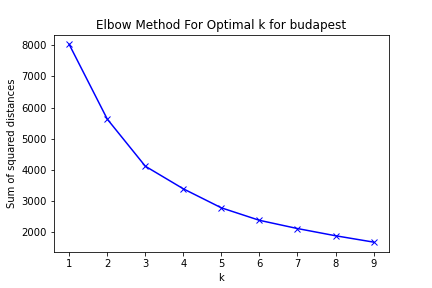 Elbow Method For Optimal k for budapest
Sum of squared distances
8000
7000
6000
5000
4000
3000
2000
1 2 3 4 5 6 7 8 9
k